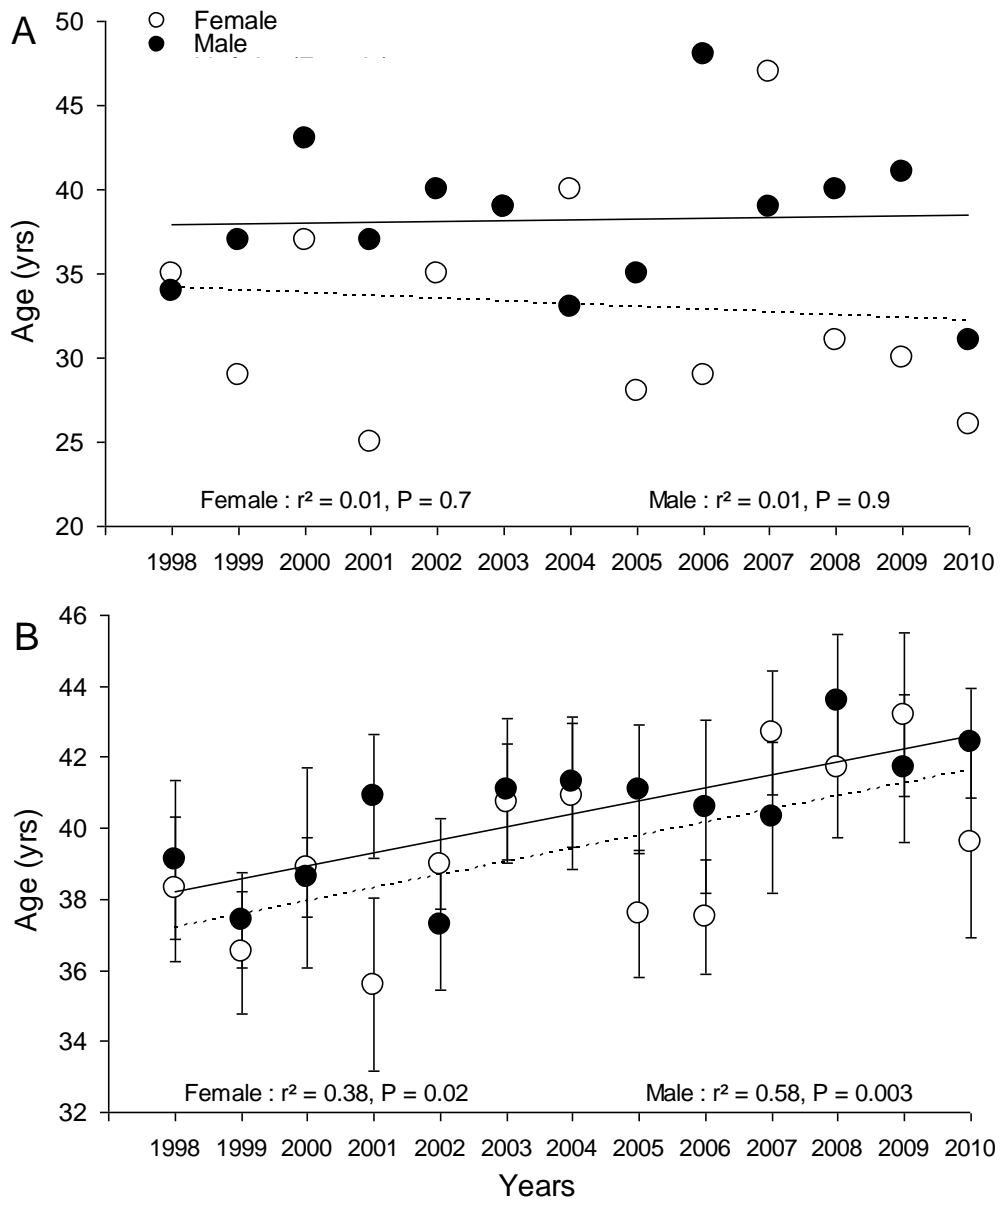 A
Female
Male
50
45
40
35
30
25
20
Age (yrs)
Female : r² = 0.01, P = 0.7
Male : r² = 0.01, P = 0.9
1998 1999 2000 2001 2002 2003 2004 2005 2006 2007 2008 2009 2010
B
46
44
42
40
38
36
34
32
Age (yrs)
Female : r² = 0.38, P = 0.02
Male : r² = 0.58, P = 0.003
1998 1999 2000 2001 2002 2003 2004 2005 2006 2007 2008 2009 2010
Years